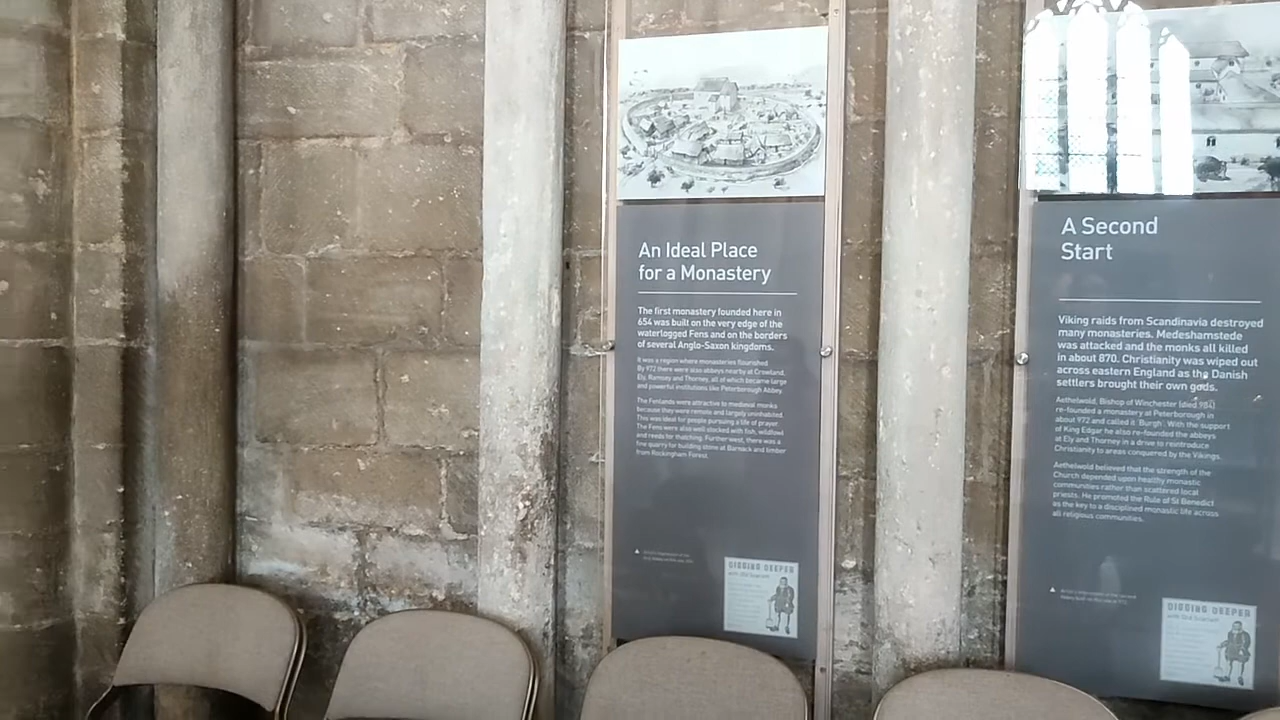 An Ideal Place
for a Monastery
The first monastery founded here in
654 was built on the very edge of the
waterlogged Fens and on the borders
of several Anglo-Saxon kingdoms.
It was a region where monasteries flourished.
By 972 there were also abbeys nearby at Crowland,
Ely, Ramsey and Thorney, all of which became large
and powerful institutions like Peterborough Abbey.
The Fenlands were attractive to medieval monks
because they were remote and largely uninhabited.
This was ideal for people pursuing a life of prayer.
The Fens were also well stocked with fish, wildfowl
and reeds for thatching. Further west, there was a
fine quarry for building stone at Barnack and timber
from Rockingham Forest.
DIGGING DEEPER
with Old Scarlett
A Second
Start
Viking raids from Scandinavia destroyed
many monasteries. Medeshamstede
was attacked and the monks all killed
in about 870. Christianity was wiped out
across eastern England as the Danish
settlers brought their own gods.
Aethelwold, Bishop of Winchester (died 984)
re-founded a monastery at Peterborough in
about 972 and called it 'Burgh'. With the support
of King Edgar he also re-founded the abbeys
at Ely and Thorney in a drive to reintroduce
Christianity to areas conquered by the Vikings.
Aethelwold believed that the strength of the
Church depended upon healthy monastic
communities rather than scattered local
priests. He promoted the Rule of St Benedict
as the key to a disciplined monastic life across
all religious communities.
DIGGING DEEPER
with Old Scarlett